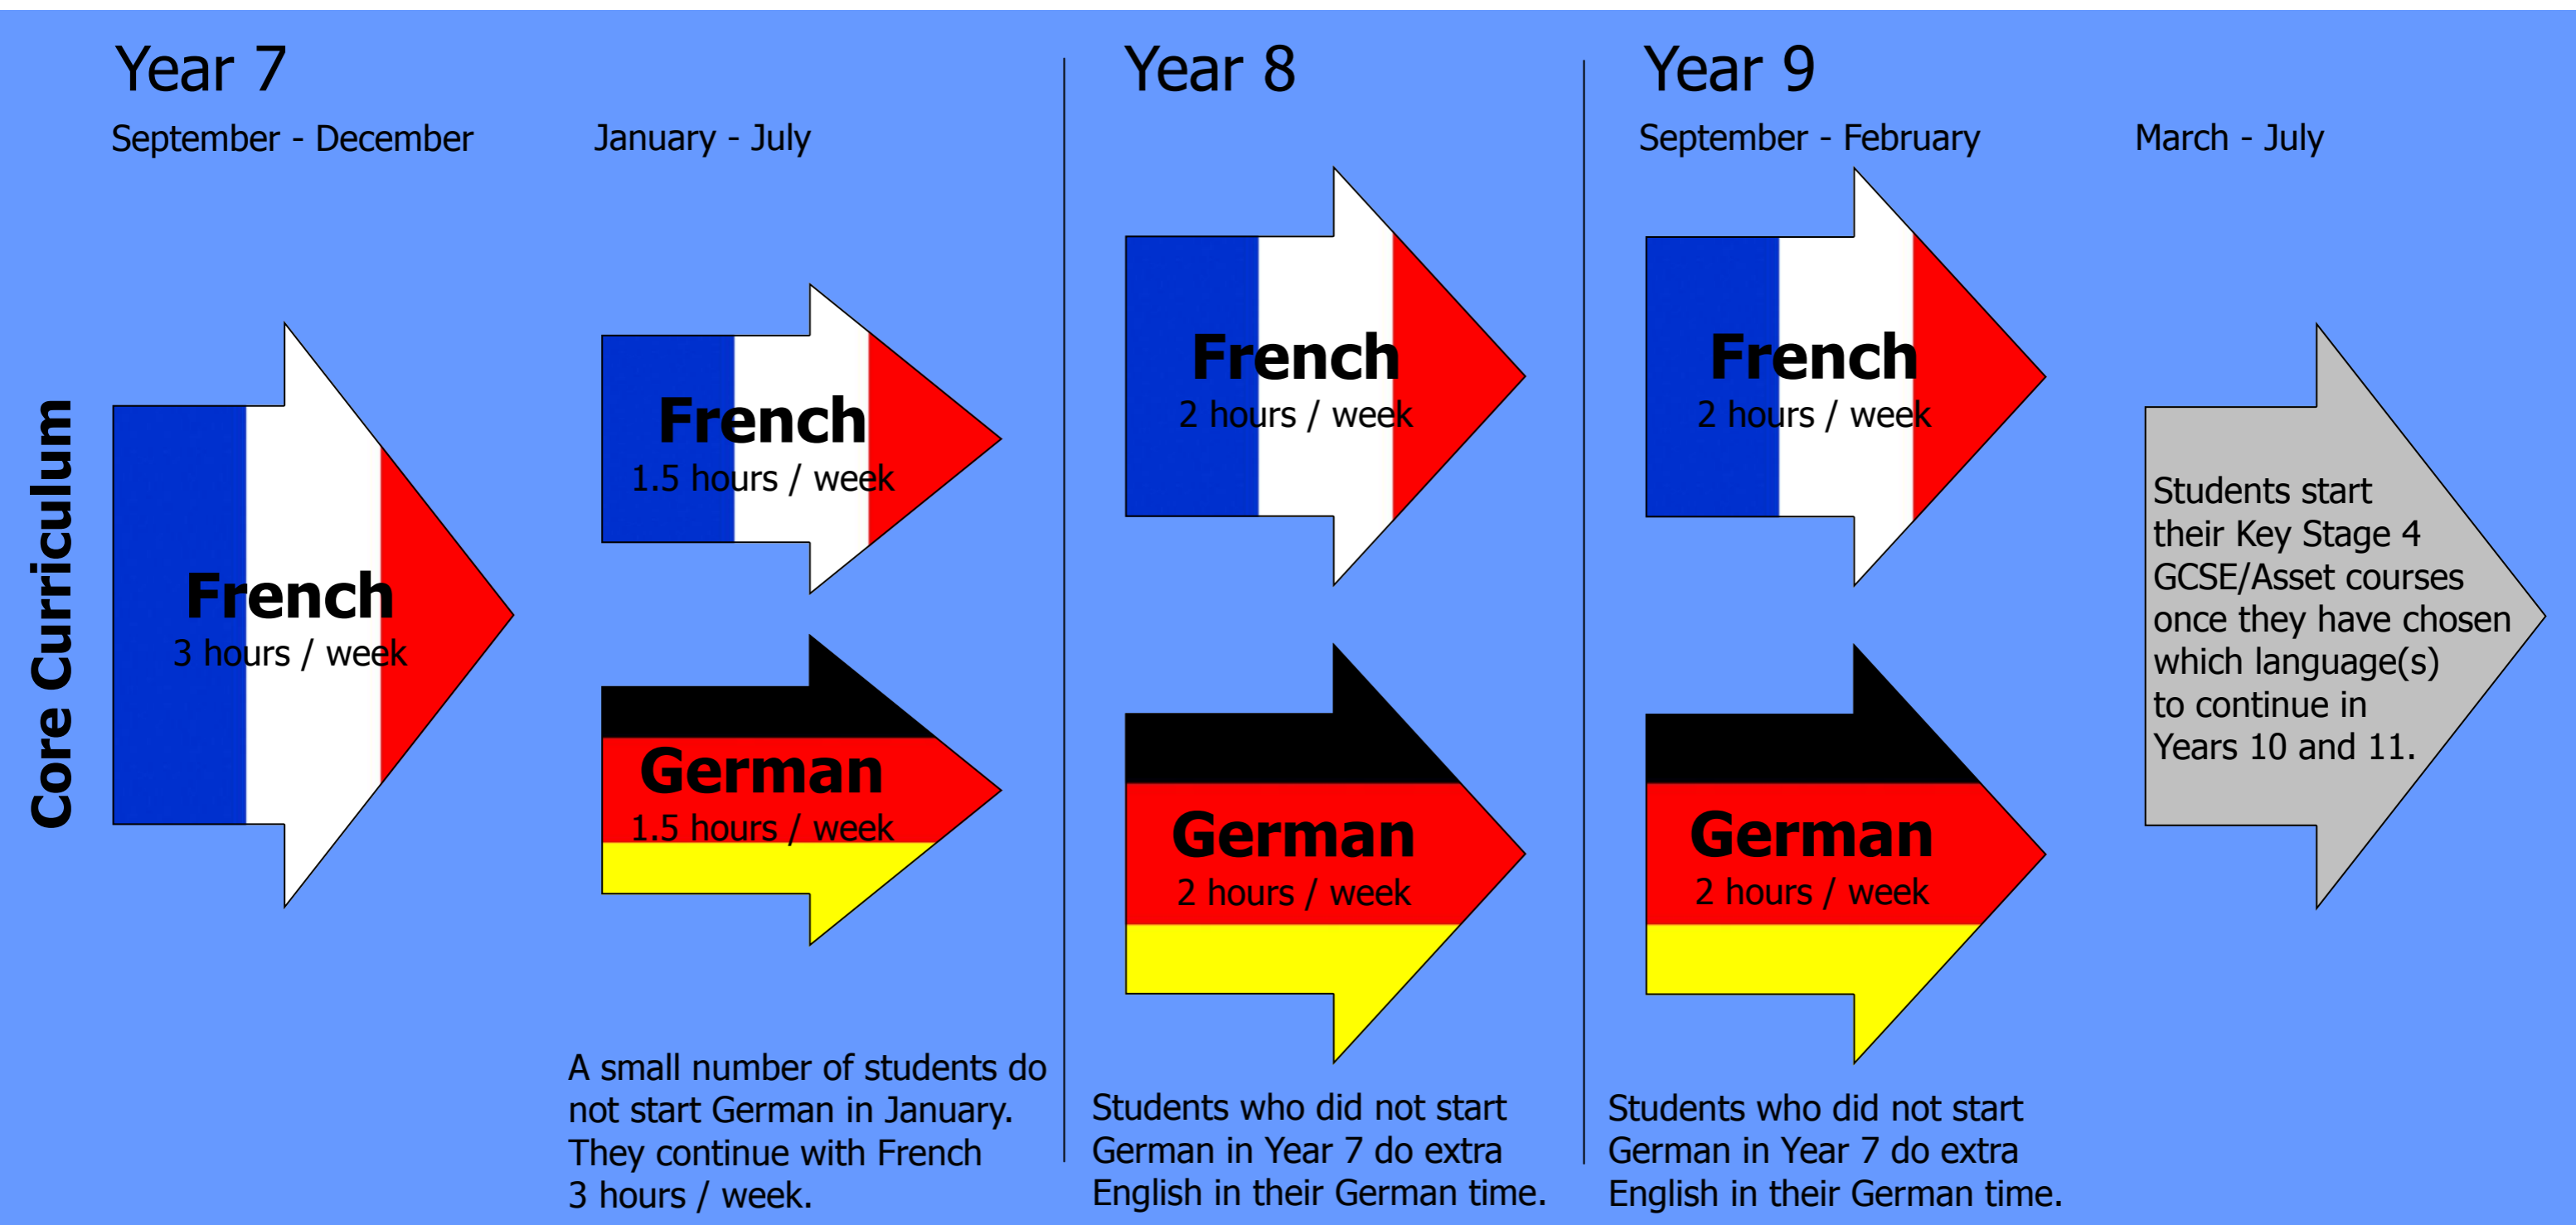 Core Curriculum
Year 7
September - December
French
3 hours / week
January - July
French
1.5 hours / week
German
1.5 hours / week
A small number of students do
not start German in January.
They continue with French
3 hours / week.
Year 8
French
2 hours / week
German
2 hours / week
Students who did not start
German in Year 7 do extra
English in their German time.
Year 9
September - February
French
2 hours / week
German
2 hours / week
Students who did not start
German in Year 7 do extra
English in their German time.
March - July
Students start
their Key Stage 4
GCSE/Asset courses
once they have chosen
which language(s)
to continue in
Years 10 and 11.